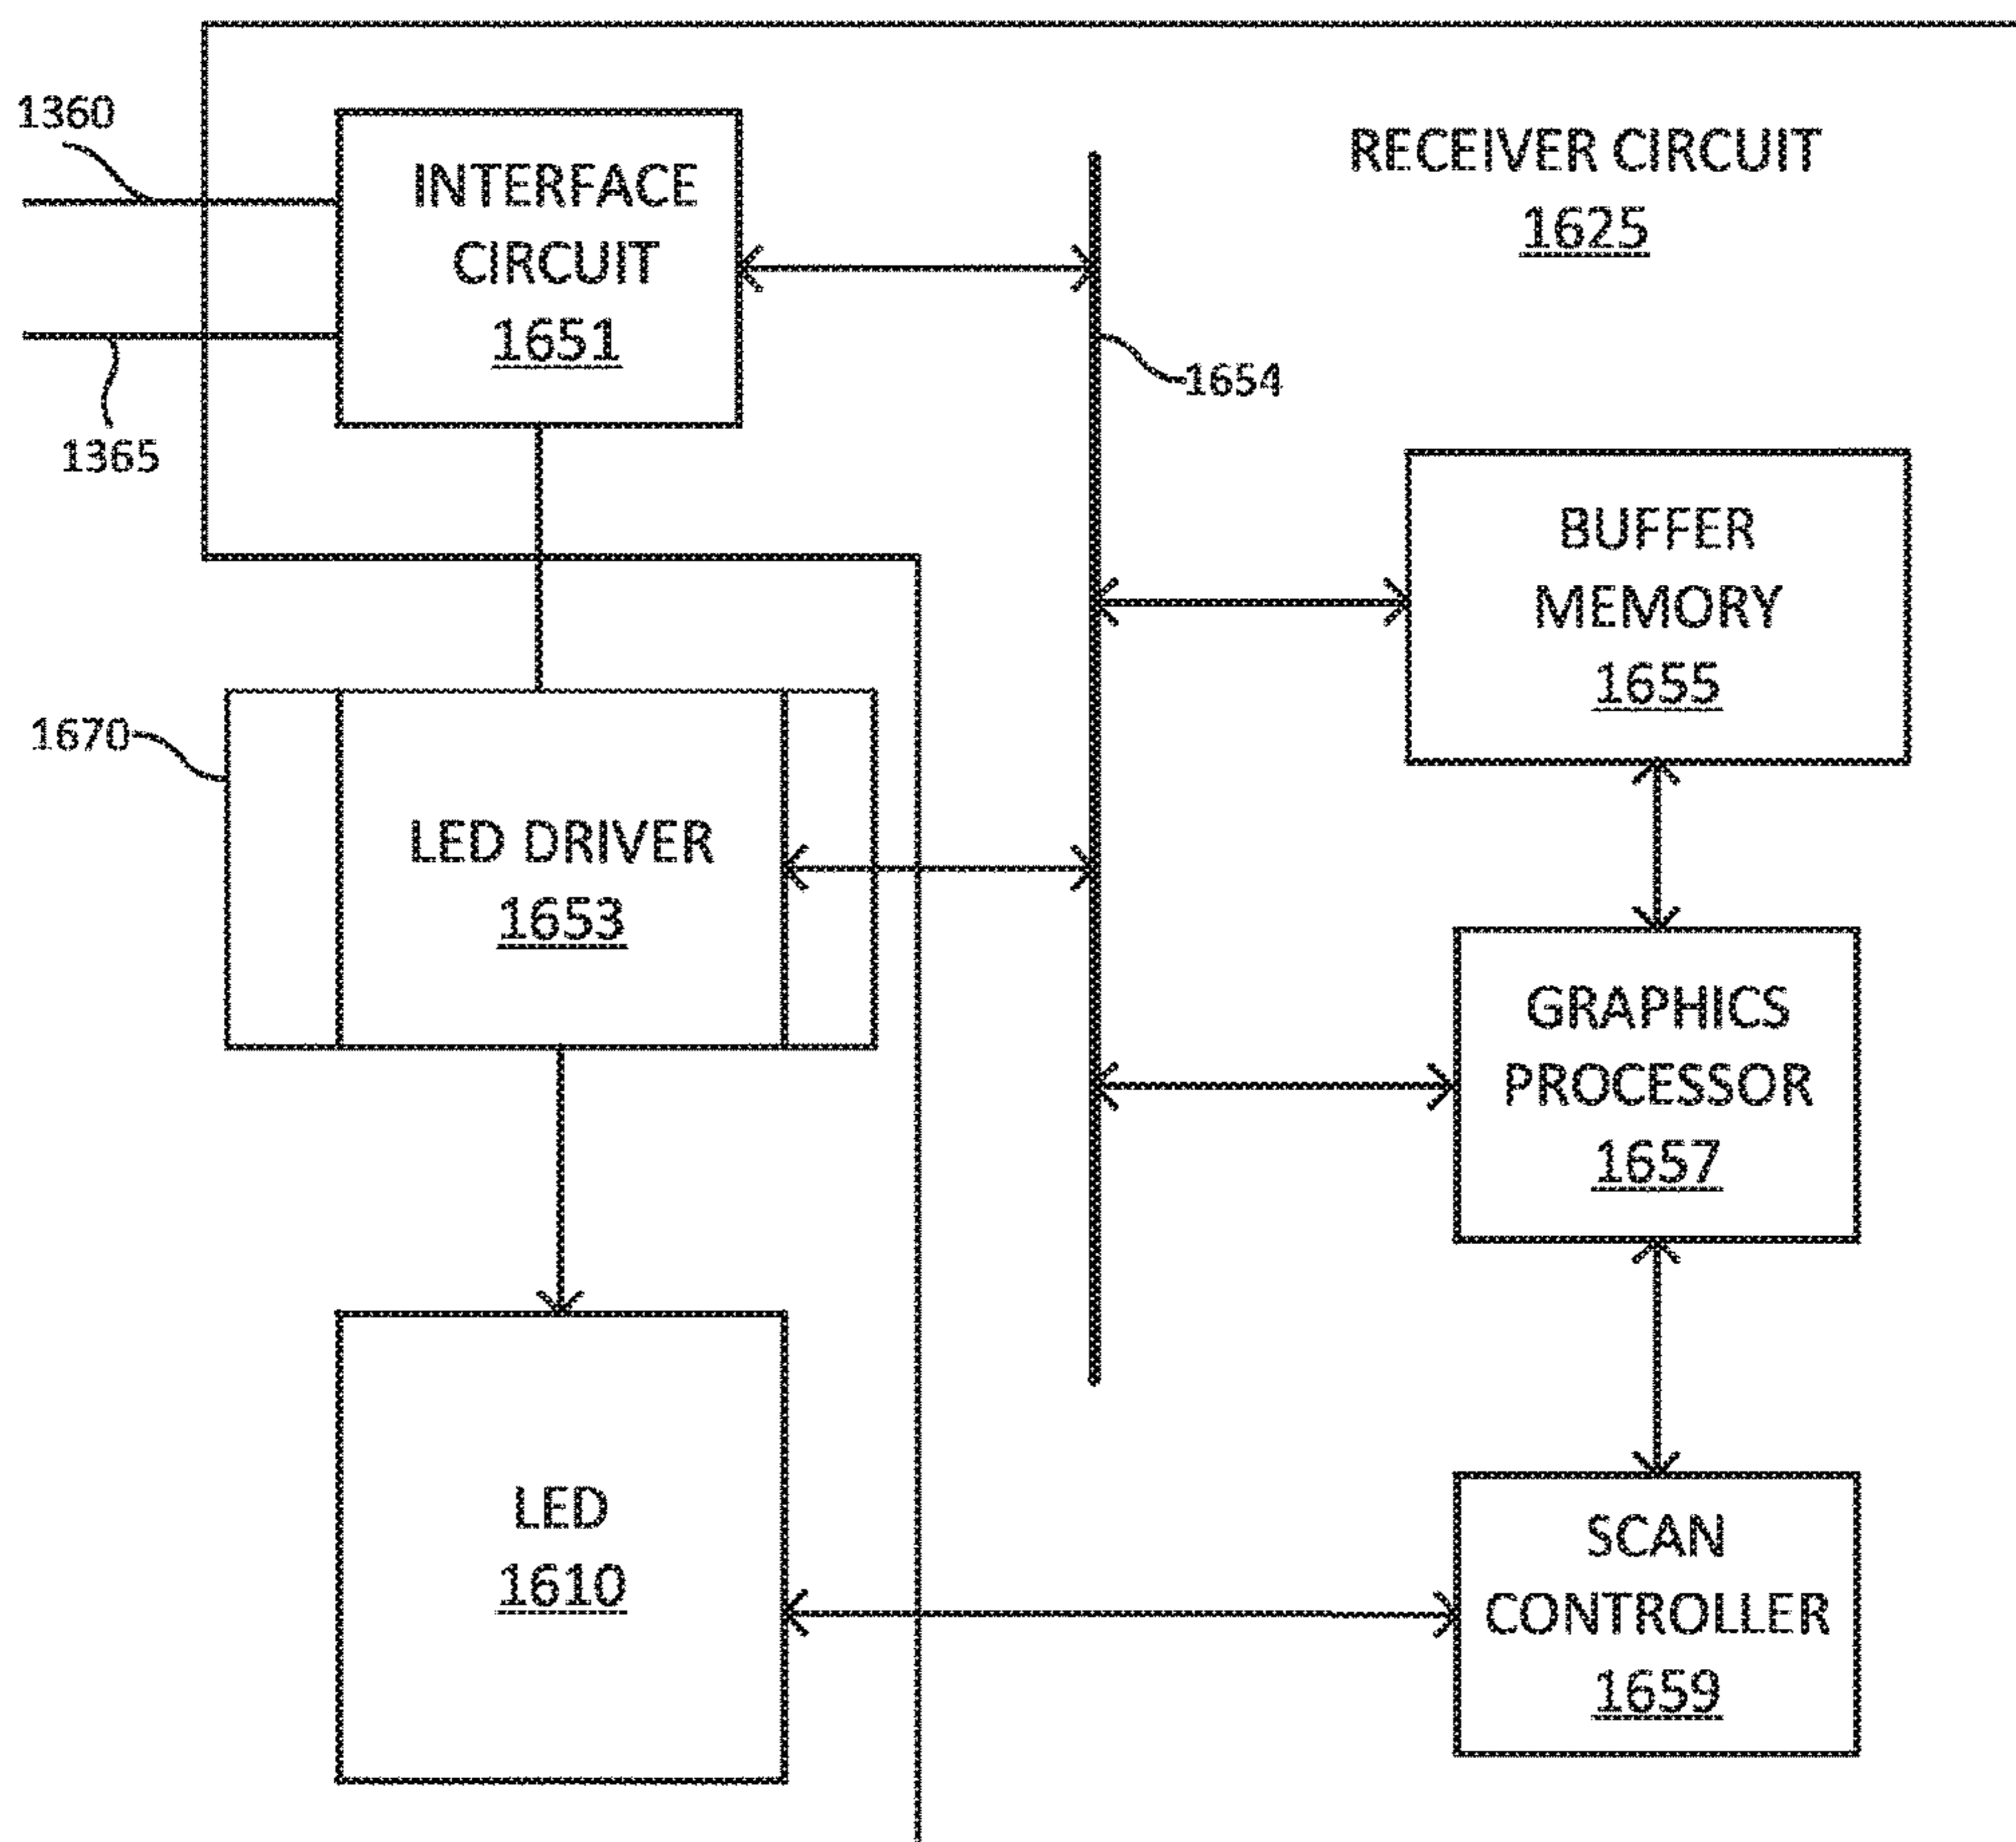 1360
INTERFACE
CIRCUIT
1651
RECEIVER CIRCUIT
1625
1654
1365
BUFFER
MEMORY
1655
1670
LED DRIVER
1653
GRAPHICS
PROCESSOR
1657
LED
1610
SCAN
CONTROLLER
1659